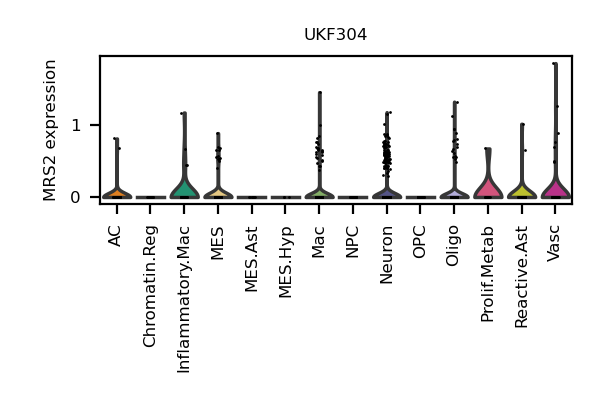 UKF304
MRS2 expression
1
0
AC
Chromatin.Reg
Inflammatory.Mac
MES
MES.Ast
MES.Hyp
Mac
NPC
Neuron
OPC
Oligo
Prolif.Metab
Reactive.Ast
Vasc